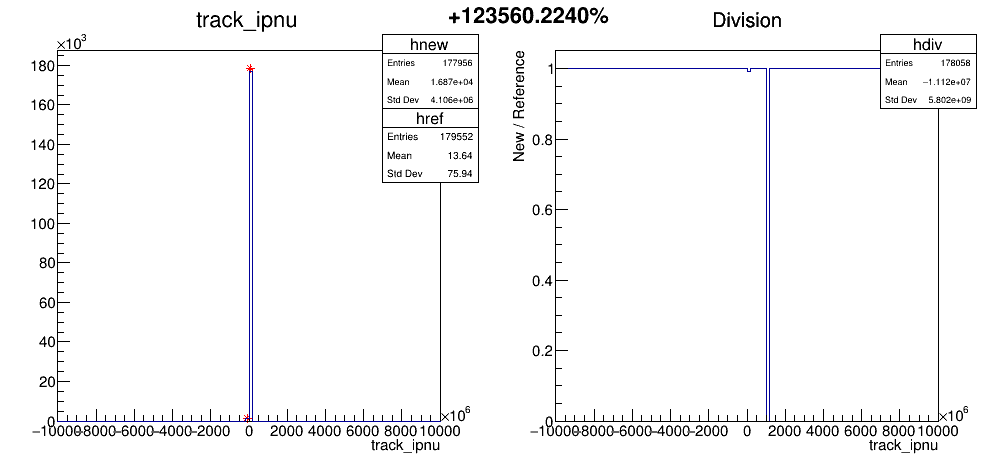 +123560.2240%
track_ipnu
×10³
hnew
Entries 177956
Mean 1.687e+04
Std Dev 4.106e+06
href
Entries 179552
Mean 13.64
Std Dev 75.94
180
160
140
120
100
80
60
40
20
0
−10000 −8000 −6000 −4000 −2000 0 2000 4000 6000 8000 10000
×10⁶
track_ipnu
Division
hdiv
Entries 178058
Mean −1.112e+07
Std Dev 5.802e+09
New / Reference
1
0.8
0.6
0.4
0.2
0
−10000 −8000 −6000 −4000 −2000 0 2000 4000 6000 8000 10000
×10⁶
track_ipnu